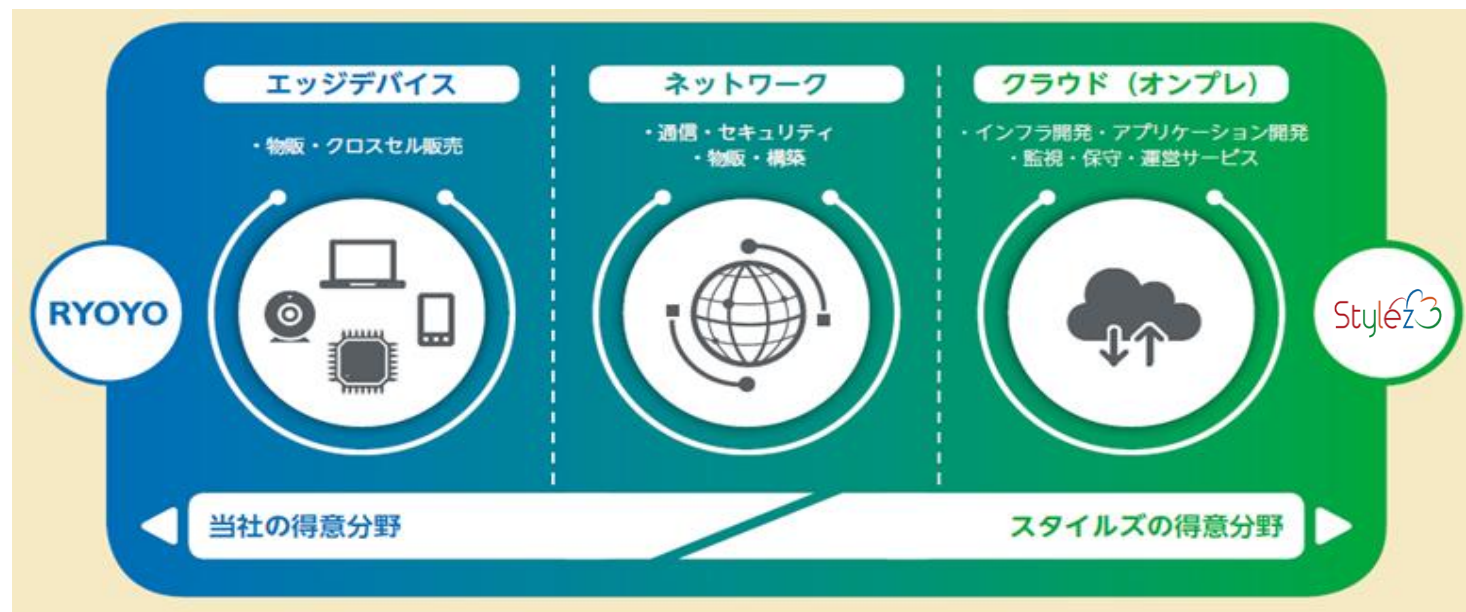 エッジデバイス
・物販・クロスセル販売
ネットワーク
・通信・セキュリティ
・物販・構築
クラウド（オンプレ）
・インフラ開発・アプリケーション開発
・監視・保守・運営サービス
RYOYO
Styléz
当社の得意分野
スタイルズの得意分野